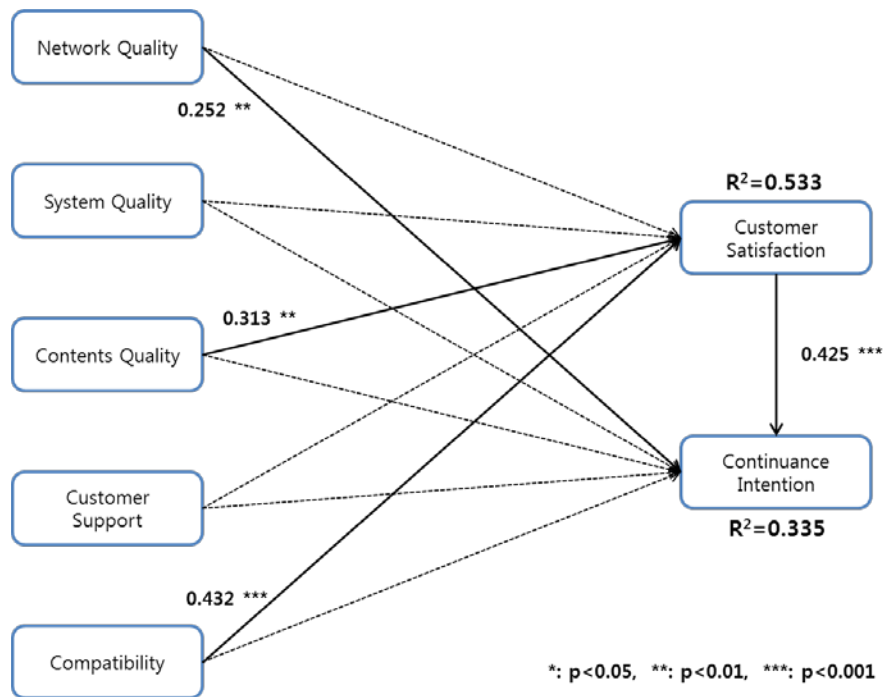 Network Quality
0.252 **
System Quality
R²=0.533
Customer
Satisfaction
0.313 **
Contents Quality
0.425 ***
Continuance
Intention
Customer
Support
R²=0.335
0.432 ***
Compatibility
*: p<0.05, **: p<0.01, ***: p<0.001